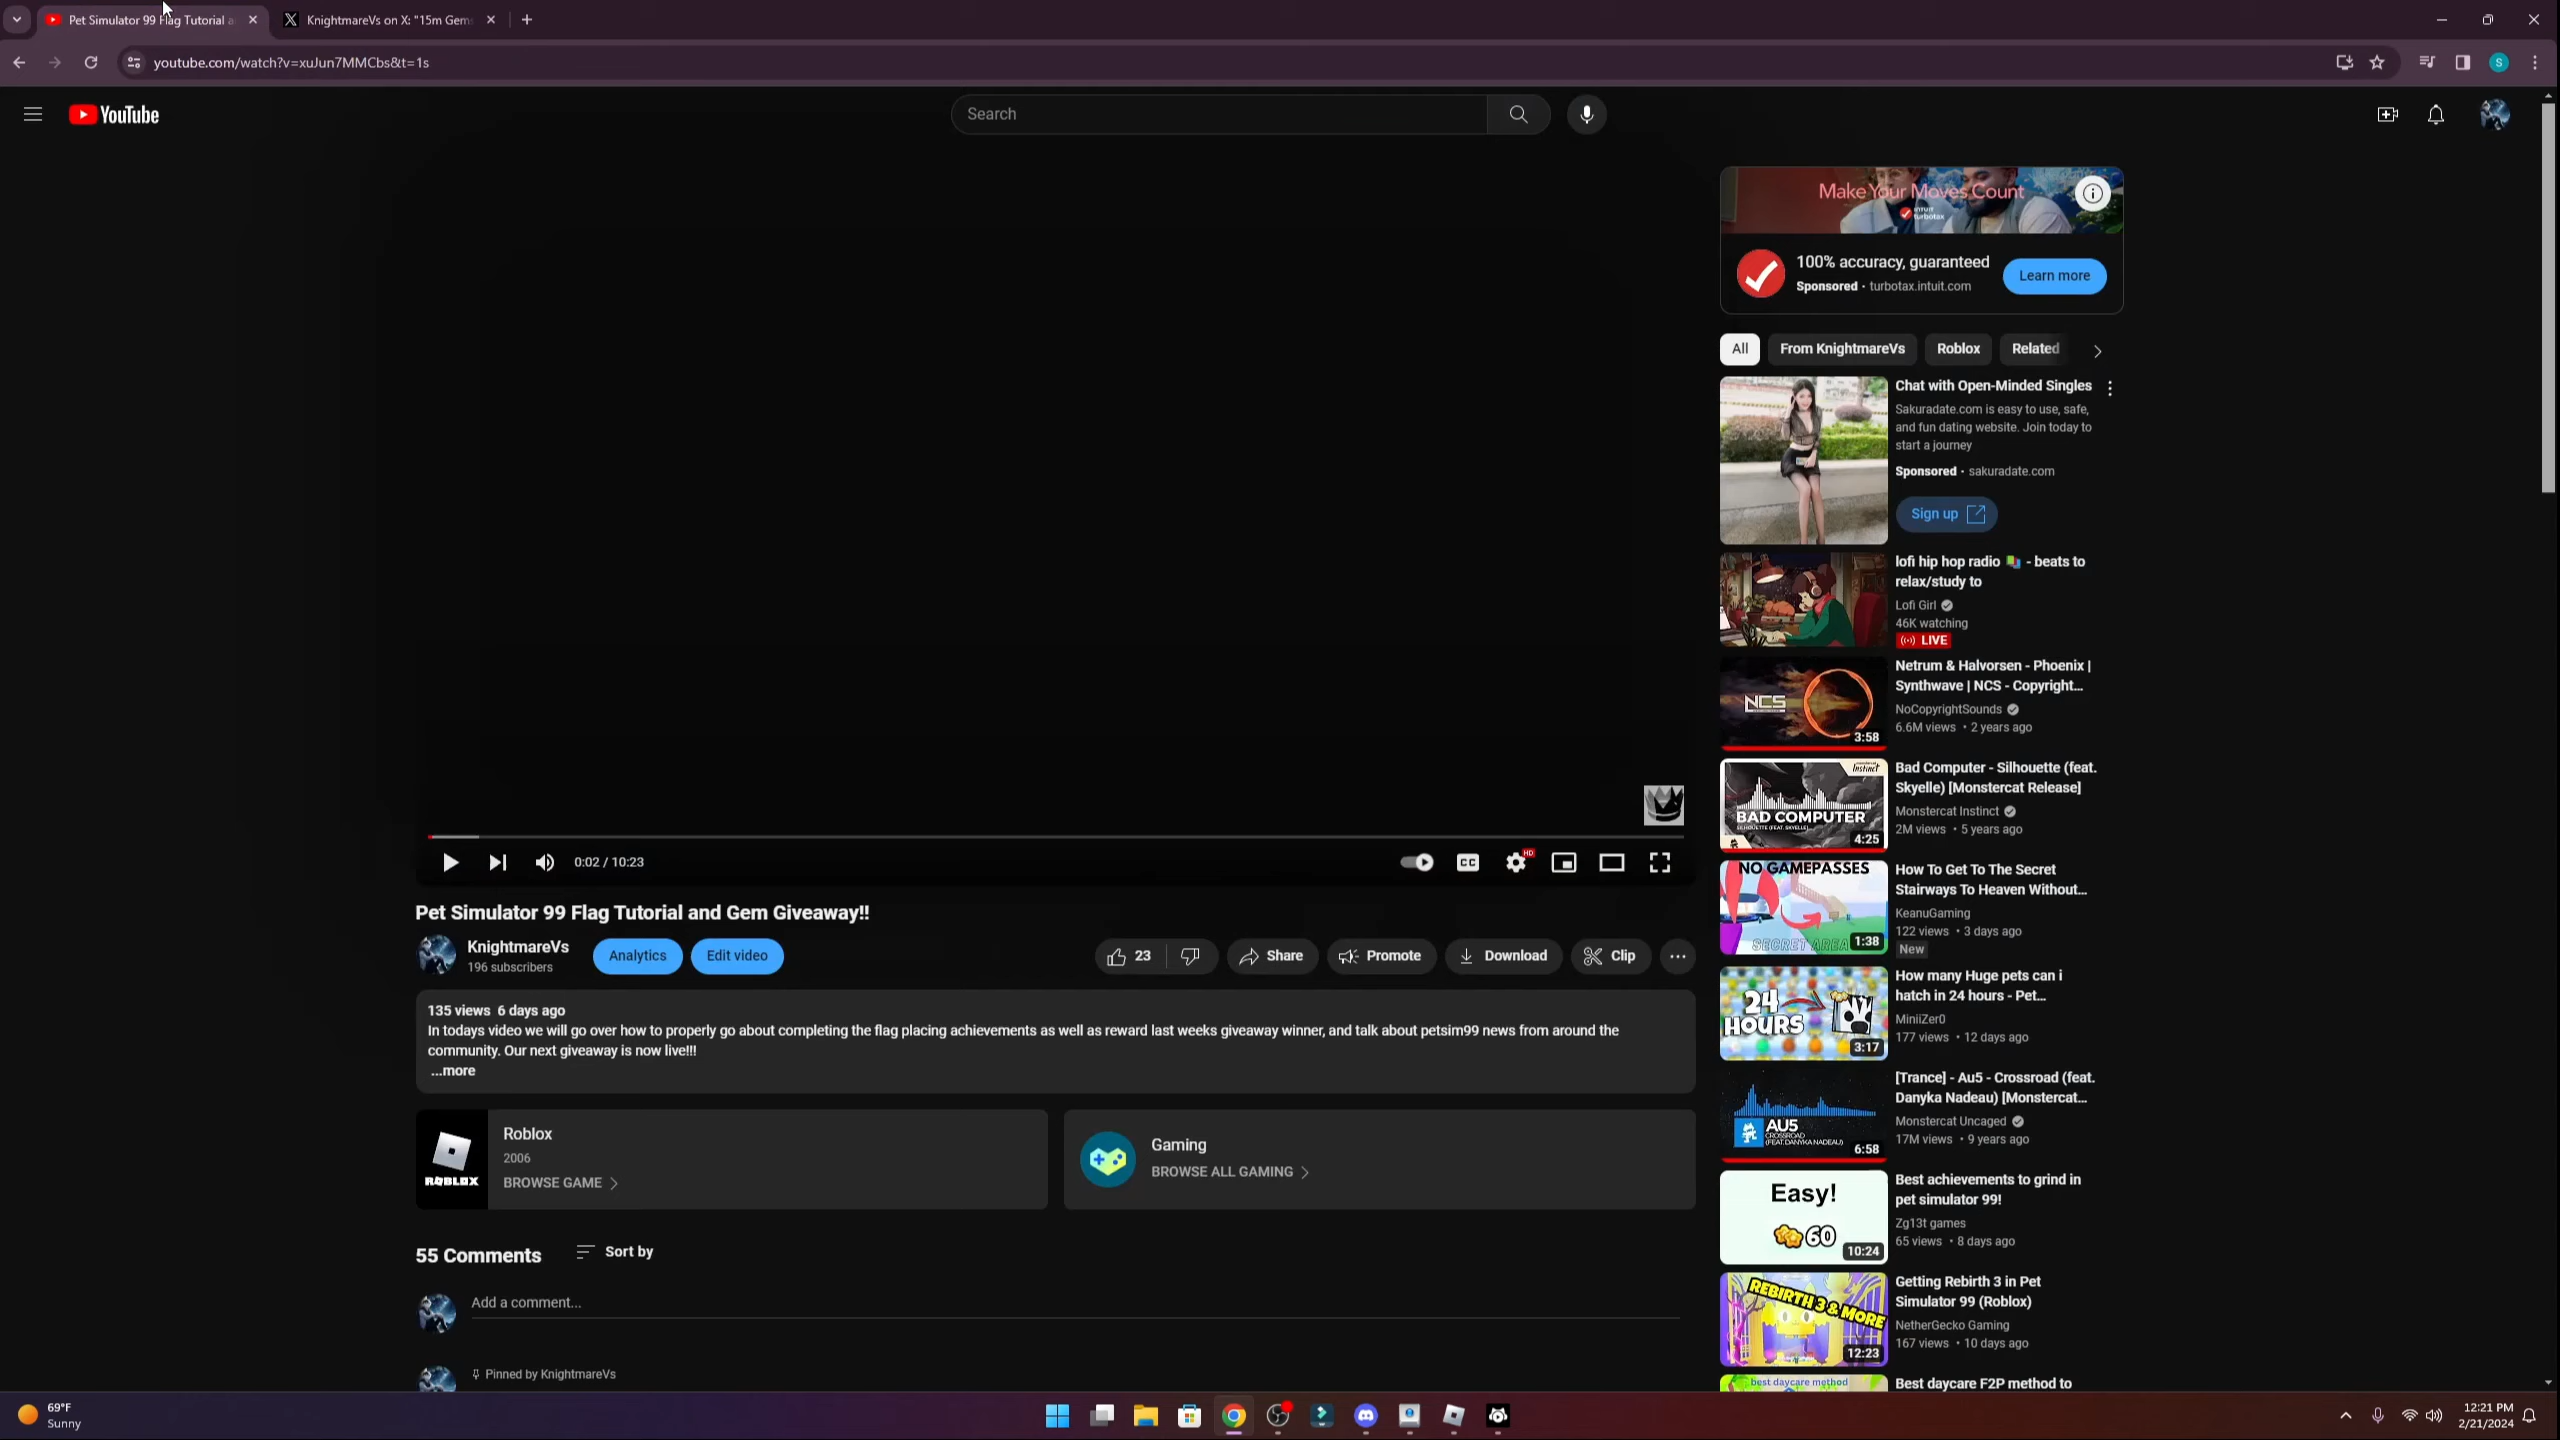 Pet Simulator 99 Flag Tutorial a
KnightmareVs on X: "15m Gem
youtube.com/watch?v=xuJun7MMCbs&t=1s
S
YouTube
Search
Make Your Moves Count
INTUIT
turbotax
100% accuracy, guaranteed
Sponsored · turbotax.intuit.com
Learn more
All
From KnightmareVs
Roblox
Related
Chat with Open-Minded Singles
Sakuradate.com is easy to use, safe,
and fun dating website. Join today to
start a journey
Sponsored · sakuradate.com
Sign up
lofi hip hop radio 📚 - beats to
relax/study to
Lofi Girl
46K watching
LIVE
NCS
3:58
Netrum & Halvorsen - Phoenix |
Synthwave | NCS - Copyright...
NoCopyrightSounds
6.6M views • 2 years ago
Instinct
BAD COMPUTER
SILHOUETTE (FEAT. SKYELLE)
4:25
Bad Computer - Silhouette (feat.
Skyelle) [Monstercat Release]
Monstercat Instinct
2M views • 5 years ago
NO GAMEPASSES
SECRET AREA
1:38
How To Get To The Secret
Stairways To Heaven Without...
KeanuGaming
122 views • 3 days ago
New
24
HOURS
3:17
How many Huge pets can i
hatch in 24 hours - Pet...
MiniiZer0
177 views • 12 days ago
AU5
CROSSROAD
(FEAT. DANYKA NADEAU)
6:58
[Trance] - Au5 - Crossroad (feat.
Danyka Nadeau) [Monstercat...
Monstercat Uncaged
17M views • 9 years ago
Easy!
60
10:24
Best achievements to grind in
pet simulator 99!
Zg13t games
65 views • 8 days ago
REBIRTH 3 & MORE
12:23
Getting Rebirth 3 in Pet
Simulator 99 (Roblox)
NetherGecko Gaming
167 views • 10 days ago
best daycare method
Best daycare F2P method to
0:02 / 10:23
CC
HD
Pet Simulator 99 Flag Tutorial and Gem Giveaway!!
KnightmareVs
196 subscribers
Analytics
Edit video
23
Share
Promote
Download
Clip
135 views 6 days ago
In todays video we will go over how to properly go about completing the flag placing achievements as well as reward last weeks giveaway winner, and talk about petsim99 news from around the
community. Our next giveaway is now live!!!
...more
ROBLOX
Roblox
2006
BROWSE GAME
Gaming
BROWSE ALL GAMING
55 Comments
Sort by
Add a comment...
Pinned by KnightmareVs
69°F
Sunny
12:21 PM
2/21/2024